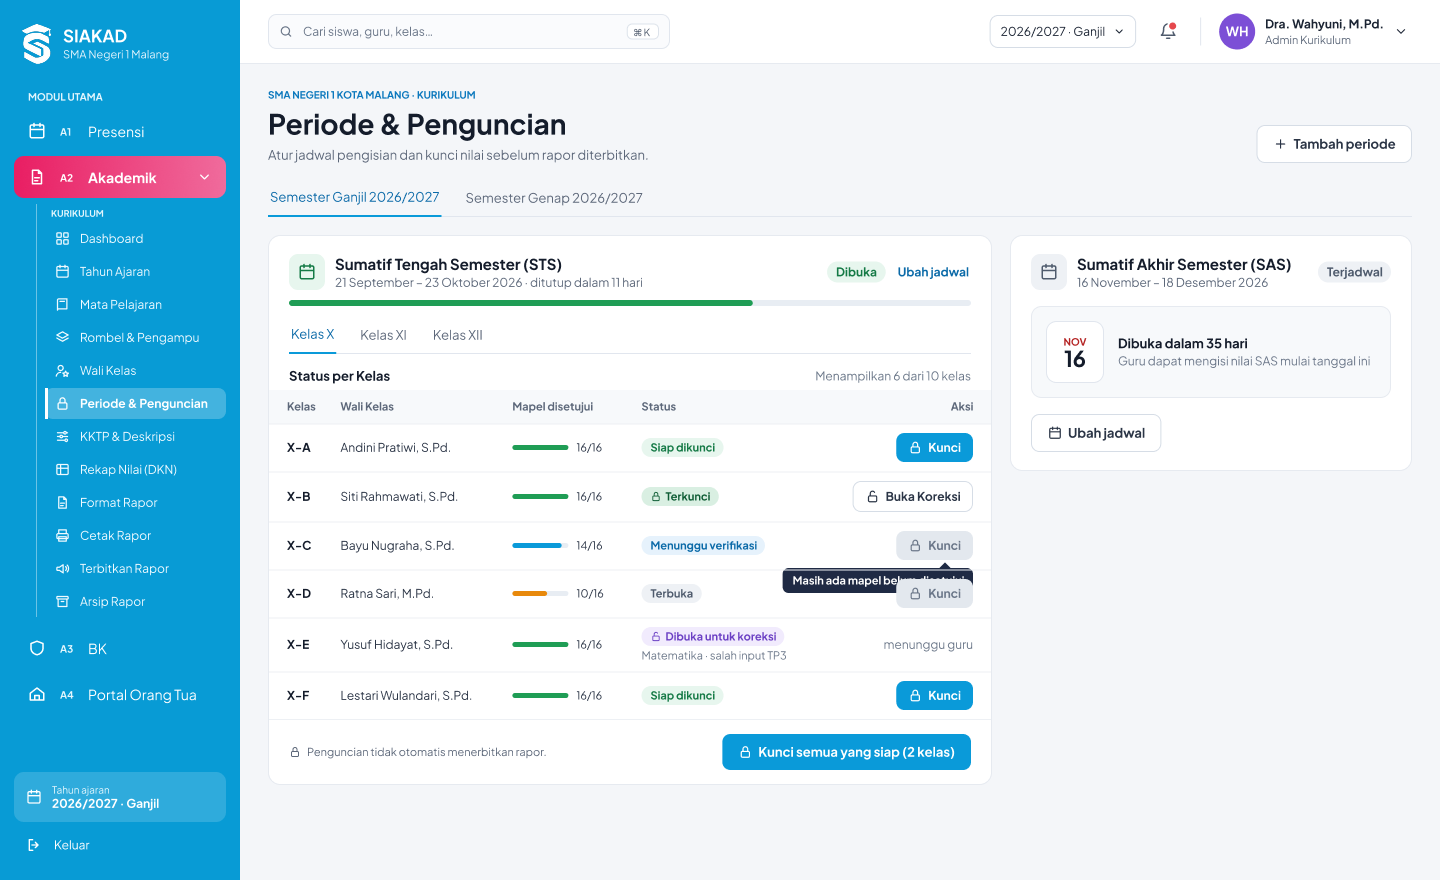 SIAKAD
SMA Negeri 1 Malang
MODUL UTAMA
A1 Presensi
A2 Akademik
KURIKULUM
Dashboard
Tahun Ajaran
Mata Pelajaran
Rombel & Pengampu
Wali Kelas
Periode & Penguncian
KKTP & Deskripsi
Rekap Nilai (DKN)
Format Rapor
Cetak Rapor
Terbitkan Rapor
Arsip Rapor
A3 BK
A4 Portal Orang Tua
Tahun ajaran
2026/2027 · Ganjil
Keluar
Cari siswa, guru, kelas... ⌘K
2026/2027 · Ganjil
WH
Dra. Wahyuni, M.Pd.
Admin Kurikulum
SMA NEGERI 1 KOTA MALANG · KURIKULUM
Periode & Penguncian
Atur jadwal pengisian dan kunci nilai sebelum rapor diterbitkan.
Tambah periode
Semester Ganjil 2026/2027 Semester Genap 2026/2027
Sumatif Tengah Semester (STS)
21 September – 23 Oktober 2026 · ditutup dalam 11 hari
Dibuka Ubah jadwal
Kelas X Kelas XI Kelas XII
Status per Kelas Menampilkan 6 dari 10 kelas
Kelas Wali Kelas Mapel disetujui Status Aksi
X-A Andini Pratiwi, S.Pd. 16/16 Siap dikunci Kunci
X-B Siti Rahmawati, S.Pd. 16/16 Terkunci Buka Koreksi
X-C Bayu Nugraha, S.Pd. 14/16 Menunggu verifikasi Kunci
Masih ada mapel
X-D Ratna Sari, M.Pd. 10/16 Terbuka Kunci
X-E Yusuf Hidayat, S.Pd. 16/16 Dibuka untuk koreksi menunggu guru
Matematika · salah input TP3
X-F Lestari Wulandari, S.Pd. 16/16 Siap dikunci Kunci
Penguncian tidak otomatis menerbitkan rapor. Kunci semua yang siap (2 kelas)
Sumatif Akhir Semester (SAS)
16 November – 18 Desember 2026
Terjadwal
NOV
16
Dibuka dalam 35 hari
Guru dapat mengisi nilai SAS mulai tanggal ini
Ubah jadwal